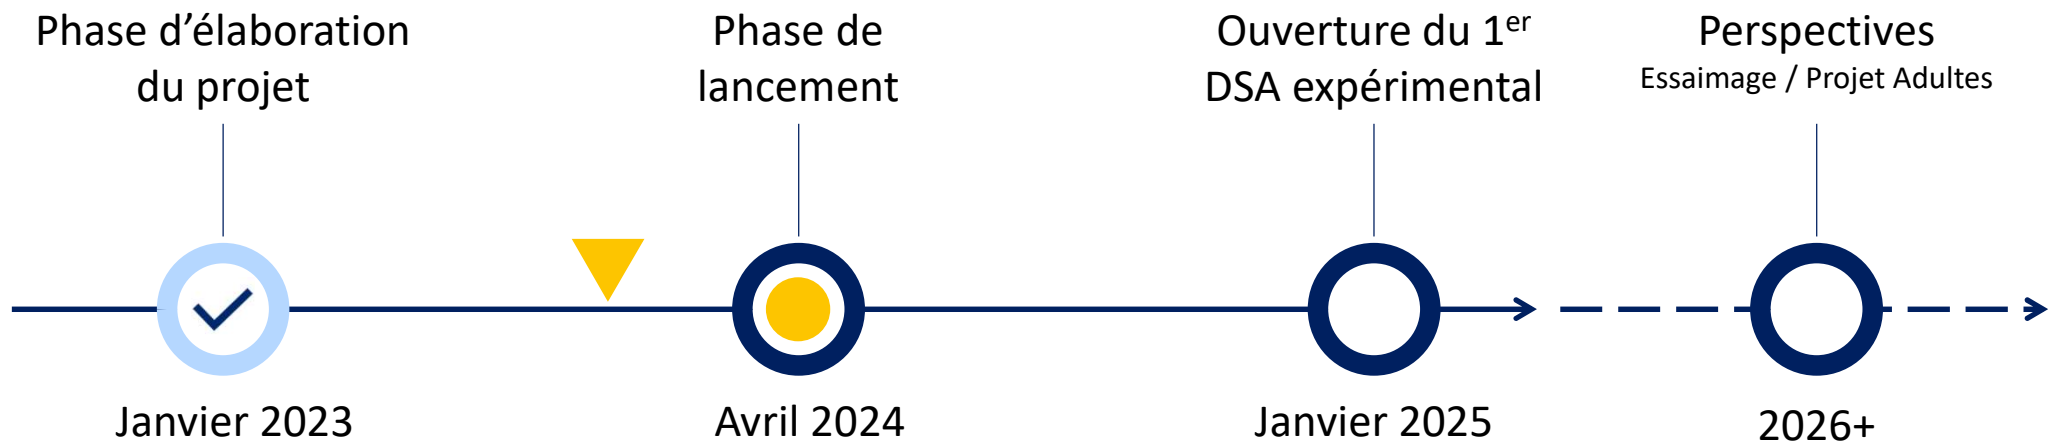 Phase d’élaboration
du projet
Phase de
lancement
Ouverture du 1er
DSA expérimental
Perspectives
Essaimage / Projet Adultes
Janvier 2023
Avril 2024
Janvier 2025
2026+